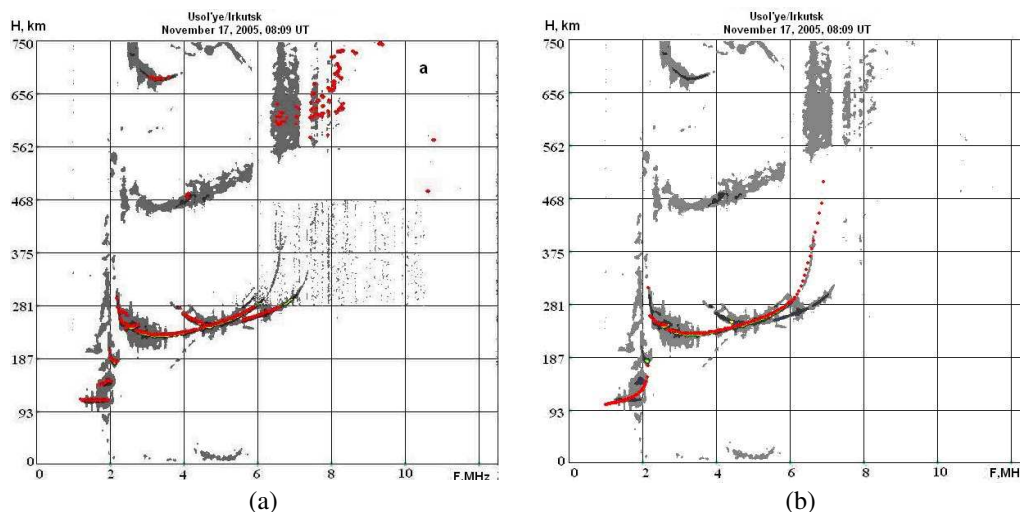 Usol'ye/Irkutsk
H, km
November 17, 2005, 08:09 UT
750
a
656
562
468
375
281
187
93
0
0 2 4 6 8 10
F.MHz
(a)
Usol'ye/Irkutsk
H, km
November 17, 2005, 08:09 UT
750
656
562
468
375
281
187
93
0
0 2 4 6 8 10
F,MH
(b)